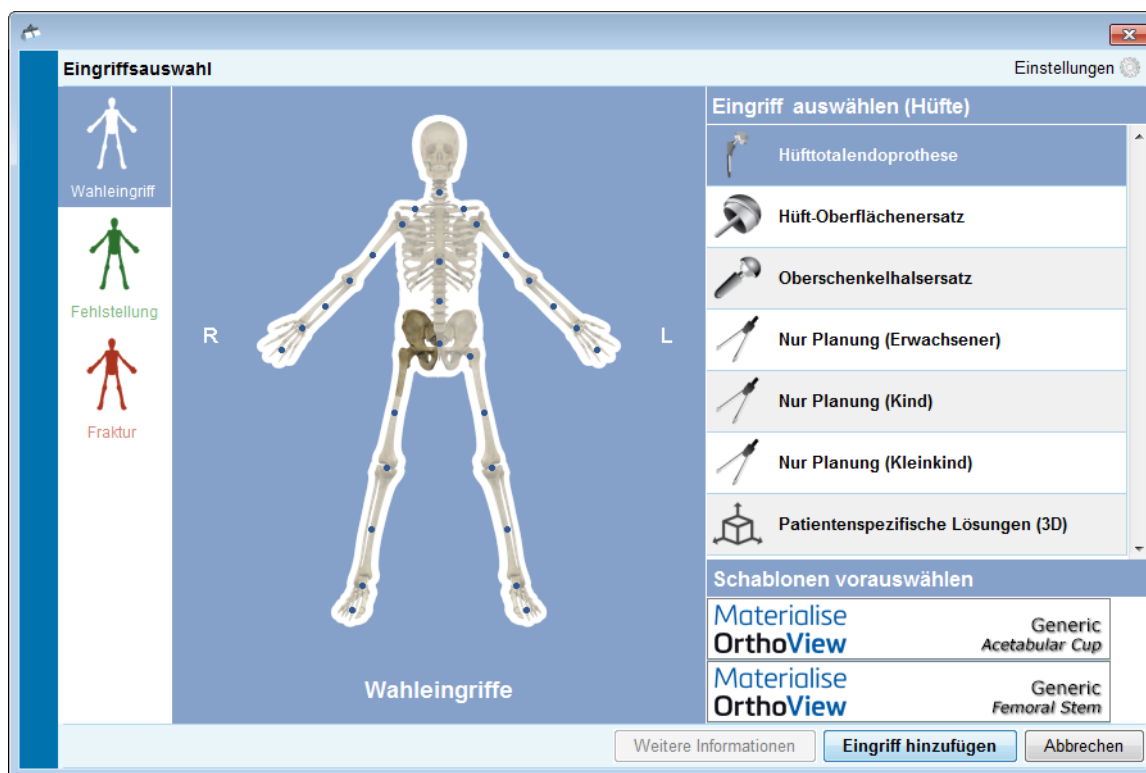 Eingriffsauswahl
Einstellungen
Wahleingriff
Fehlstellung
Fraktur
R
L
Wahleingriffe
Eingriff auswählen (Hüfte)
Hüfttotalendoprothese
Hüft-Oberflächenersatz
Oberschenkelhalsersatz
Nur Planung (Erwachsener)
Nur Planung (Kind)
Nur Planung (Kleinkind)
Patientenspezifische Lösungen (3D)
Schablonen vorauswählen
Materialise
OrthoView
Generic
Acetabular Cup
Materialise
OrthoView
Generic
Femoral Stem
Weitere Informationen
Eingriff hinzufügen
Abbrechen